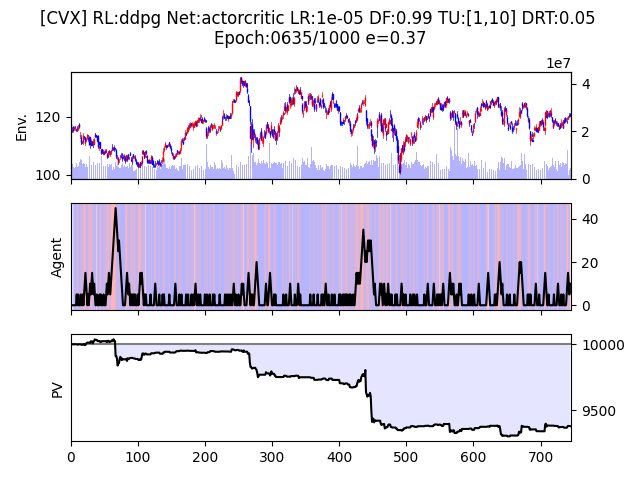 [CVX] RL:ddpg Net:actorcritic LR:1e-05 DF:0.99 TU:[1,10] DRT:0.05
Epoch:0635/1000 e=0.37
1e7
Env.
120
100
4
2
0
Agent
40
20
0
PV
10000
9500
0 100 200 300 400 500 600 700